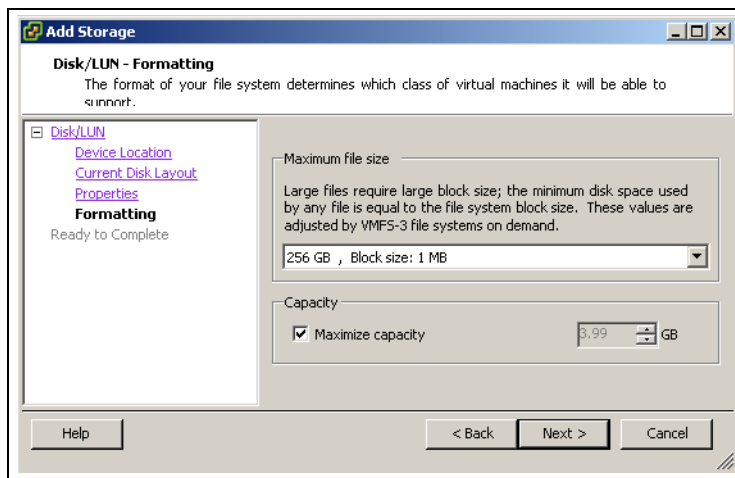 Add Storage
Disk/LUN - Formatting
The format of your file system determines which class of virtual machines it will be able to
support.
Disk/LUN
Device Location
Current Disk Layout
Properties
Formatting
Ready to Complete
Maximum file size
Large files require large block size; the minimum disk space used
by any file is equal to the file system block size. These values are
adjusted by VMFS-3 file systems on demand.
256 GB , Block size: 1 MB
Capacity
Maximize capacity
3.99 GB
Help
< Back
Next >
Cancel